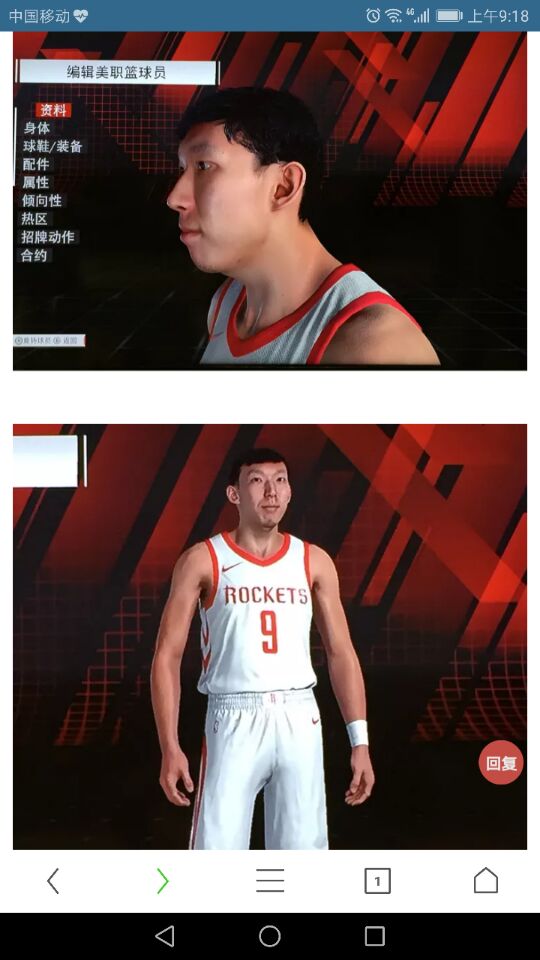 中国移动
上午9:18
编辑美职篮球员
资料
身体
球鞋/装备
配件
属性
倾向性
热区
招牌动作
合约
返回
ROCKETS
9
回复
1